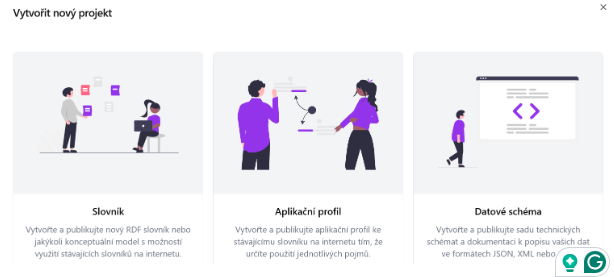 Vytvořit nový projekt
Slovník
Vytvořte a publikujte nový RDF slovník nebo
jakýkoli konceptuální model s možností
využití stávajících slovníků na internetu.
Aplikační profil
Vytvořte a publikujte aplikační profil ke
stávajícímu slovníku na internetu tím, že
určíte použití jednotlivých pojmů.
Datové schéma
Vytvořte a publikujte sadu technických
schémat a dokumentaci k popisu vašich dat
ve formátech JSON, XML nebo